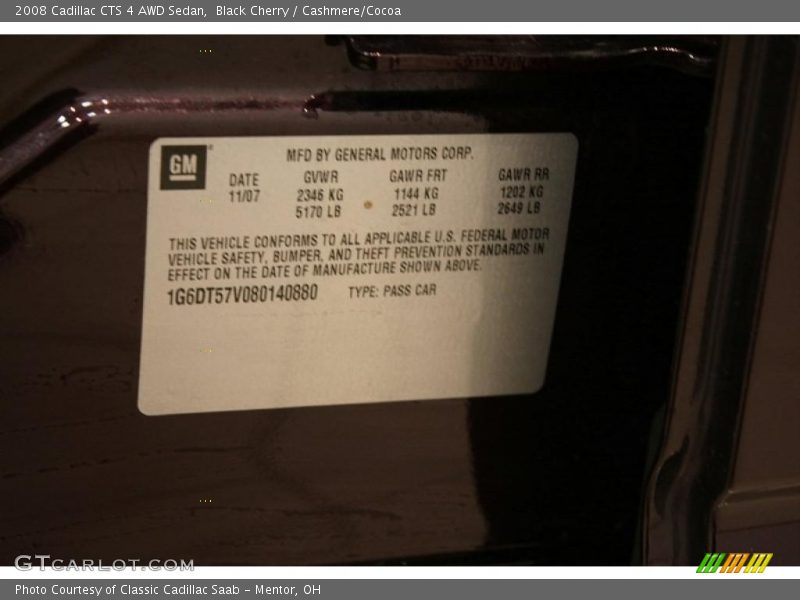 2008 Cadillac CTS 4 AWD Sedan,  Black Cherry / Cashmere/Cocoa
GM
MFD BY GENERAL MOTORS CORP.
DATE GVWR GAWR FRT GAWR RR
11/07 2346 KG 1144 KG 1202 KG
5170 LB 2521 LB 2649 LB
THIS VEHICLE CONFORMS TO ALL APPLICABLE U.S. FEDERAL MOTOR
VEHICLE SAFETY, BUMPER, AND THEFT PREVENTION STANDARDS IN
EFFECT ON THE DATE OF MANUFACTURE SHOWN ABOVE.
1G6DT57V080140880 TYPE: PASS CAR
GTCARLOT.COM
Photo Courtesy of Classic Cadillac Saab - Mentor, OH